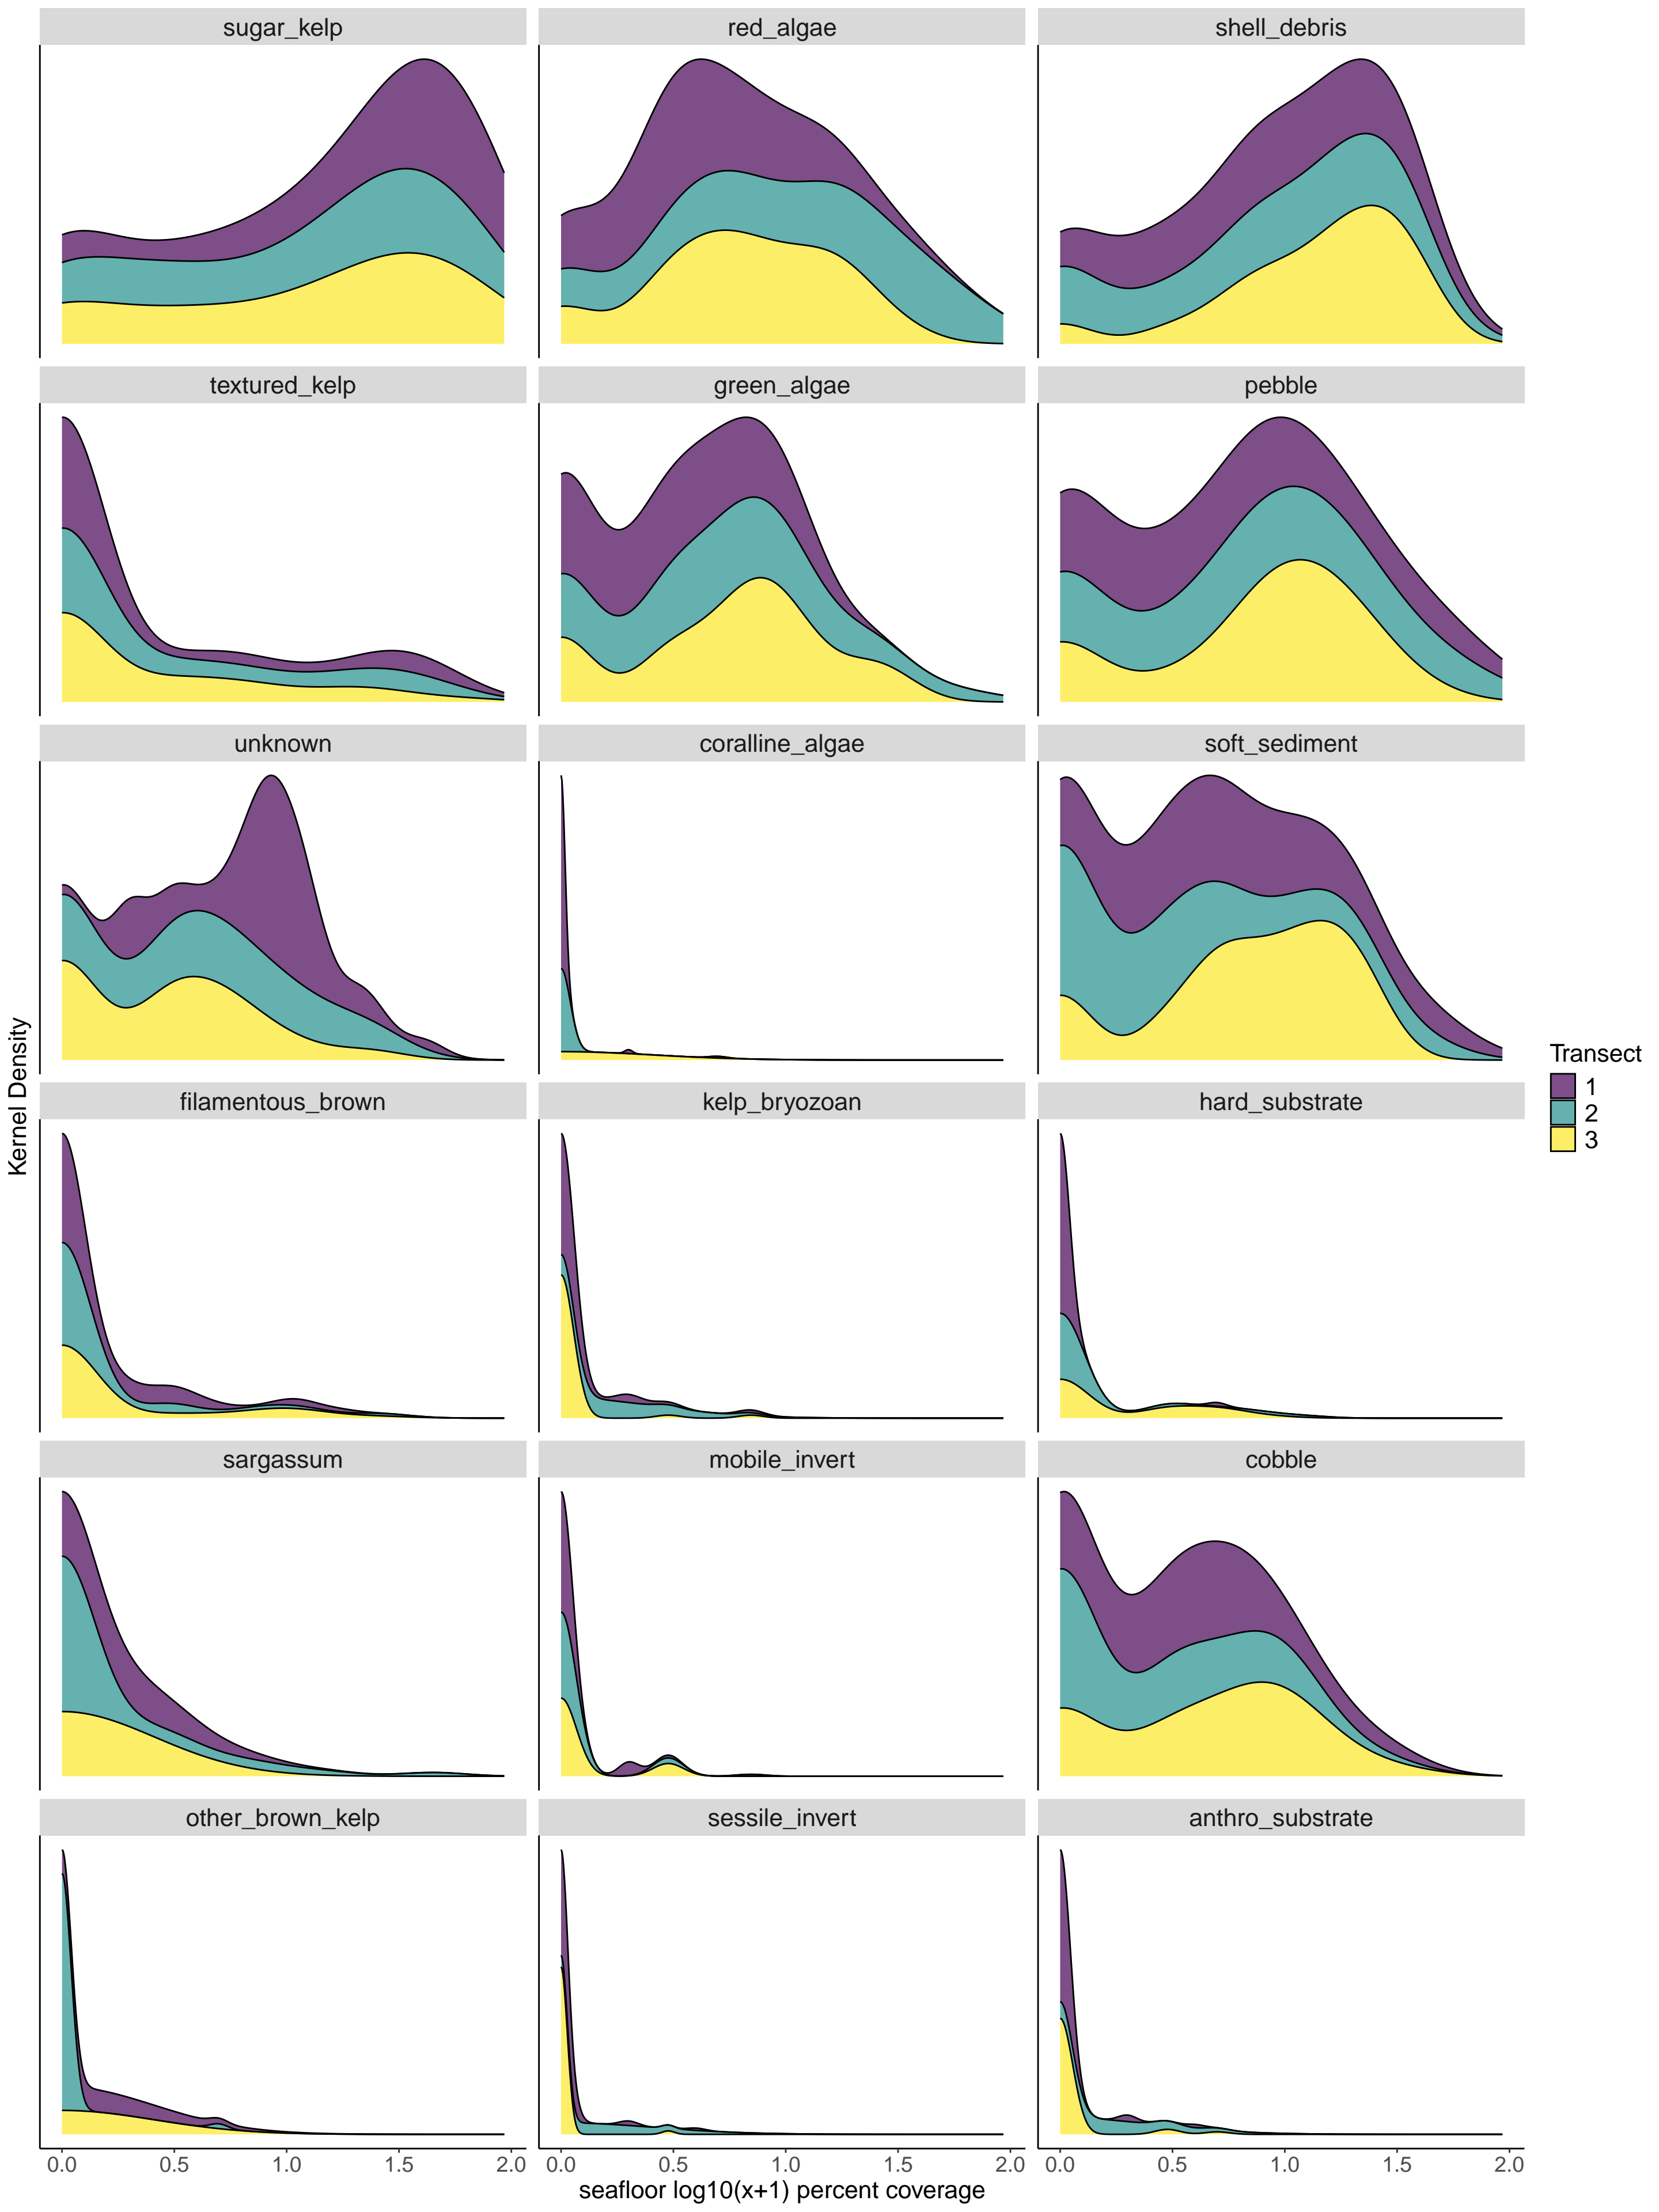 sugar_kelp
red_algae
shell_debris
textured_kelp
green_algae
pebble
unknown
coralline_algae
soft_sediment
filamentous_brown
kelp_bryozoan
hard_substrate
sargassum
mobile_invert
cobble
other_brown_kelp
sessile_invert
anthro_substrate
Kernel Density
0.0 0.5 1.0 1.5 2.0
0.0 0.5 1.0 1.5 2.0
0.0 0.5 1.0 1.5 2.0
seafloor log10(x+1) percent coverage
Transect
1
2
3